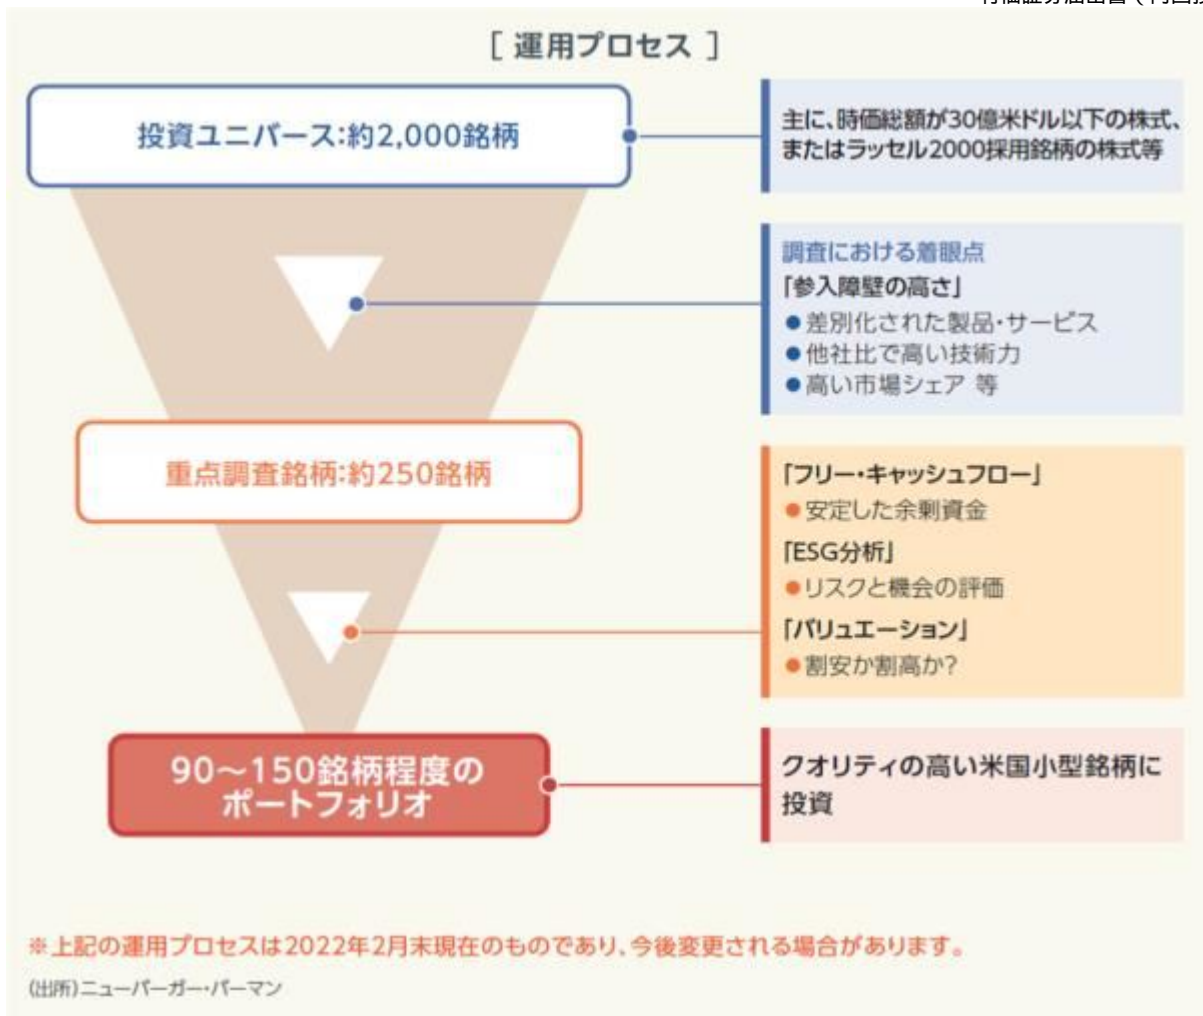 [ 運用プロセス ]
投資ユニバース:約2,000銘柄
主に、時価総額が30億米ドル以下の株式、
またはラッセル2000採用銘柄の株式等
調査における着眼点
「参入障壁の高さ」
●差別化された製品・サービス
●他社比で高い技術力
●高い市場シェア 等
重点調査銘柄:約250銘柄
「フリー・キャッシュフロー」
●安定した余剰資金
「ESG分析」
●リスクと機会の評価
「バリュエーション」
●割安か割高か?
90~150銘柄程度の
ポートフォリオ
クオリティの高い米国小型銘柄に
投資
※上記の運用プロセスは2022年2月末現在のものであり、今後変更される場合があります。
(出所)ニューバーガー・バーマン